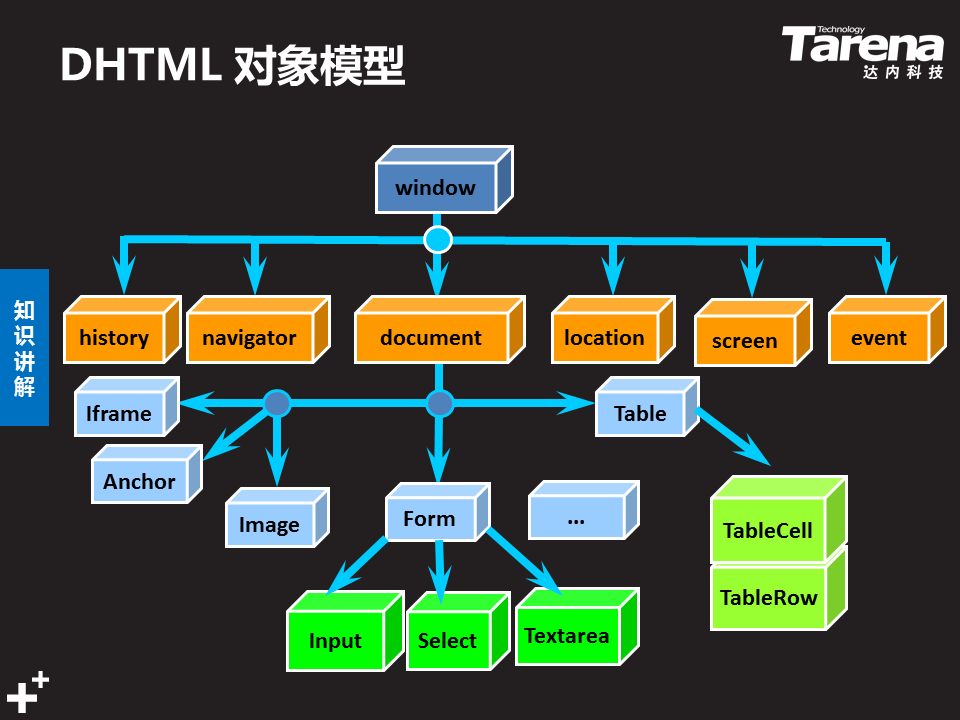 DHTML 对象模型
Technology
Tarena
达内科技
window
history
navigator
document
location
screen
event
知识讲解
Iframe
Table
Anchor
Image
Form
...
TableCell
TableRow
Input
Select
Textarea